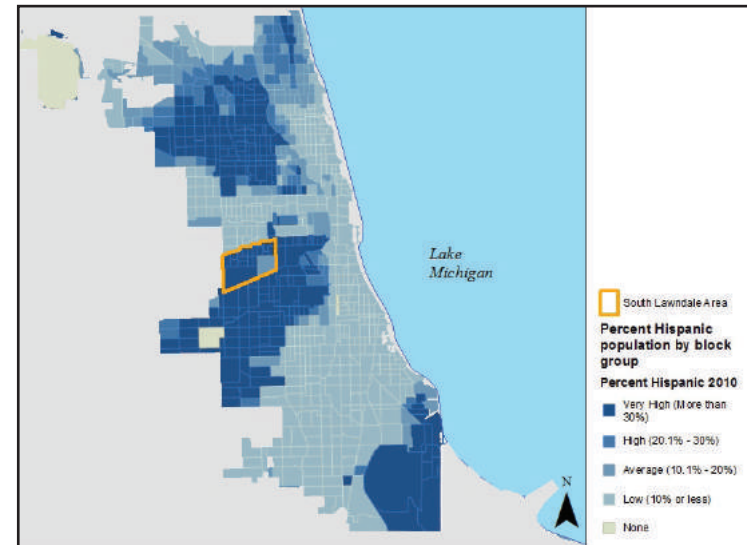 Lake
Michigan
South Lawndale Area
Percent Hispanic
population by block
group
Percent Hispanic 2010
Very High (More than
30%)
High (20.1% - 30%)
Average (10.1% - 20%)
Low (10% or less)
N
None